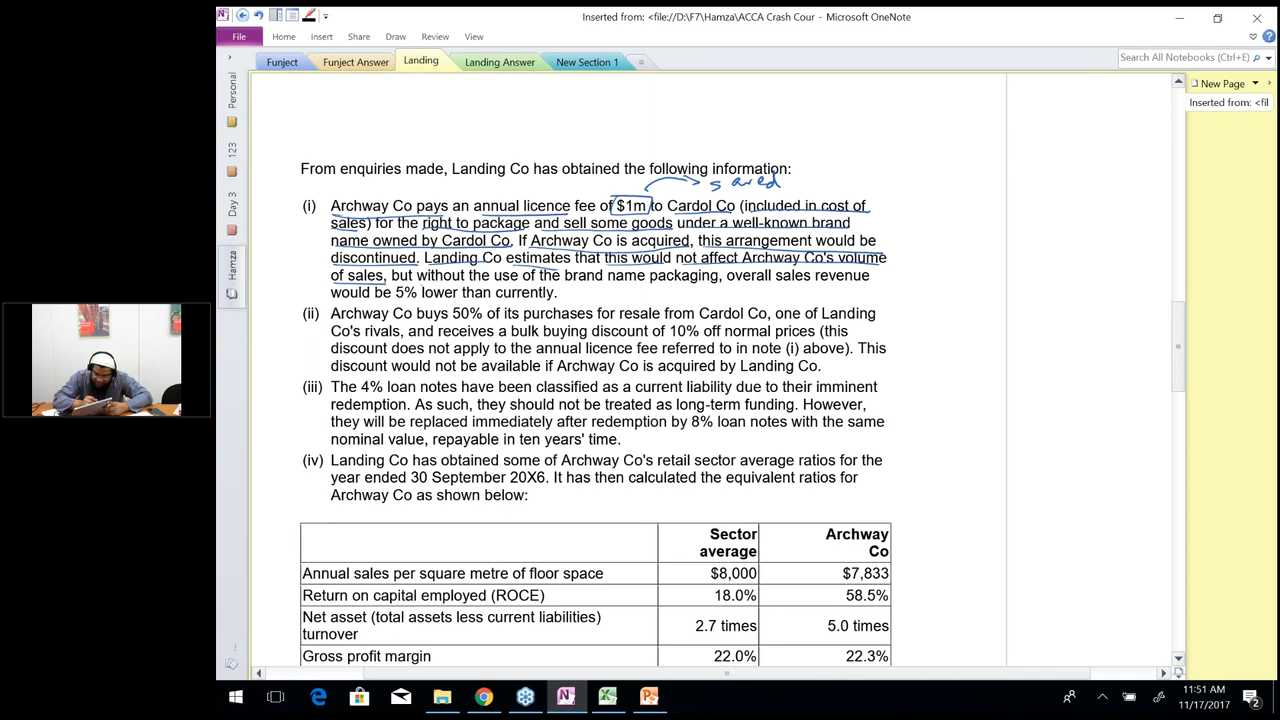 Inserted from: <file://D:\F7\Hamza\ACCA Crash Cour - Microsoft OneNote
File Home Insert Share Draw Review View
Funject Funject Answer Landing Landing Answer New Section 1
Search All Notebooks (Ctrl+E)
New Page
Inserted from: <fil
Personal
123
Day 3
Hamza
From enquiries made, Landing Co has obtained the following information:
saved
(i) Archway Co pays an annual licence fee of $1m to Cardol Co (included in cost of
sales) for the right to package and sell some goods under a well-known brand
name owned by Cardol Co. If Archway Co is acquired, this arrangement would be
discontinued. Landing Co estimates that this would not affect Archway Co's volume
of sales, but without the use of the brand name packaging, overall sales revenue
would be 5% lower than currently.
(ii) Archway Co buys 50% of its purchases for resale from Cardol Co, one of Landing
Co's rivals, and receives a bulk buying discount of 10% off normal prices (this
discount does not apply to the annual licence fee referred to in note (i) above). This
discount would not be available if Archway Co is acquired by Landing Co.
(iii) The 4% loan notes have been classified as a current liability due to their imminent
redemption. As such, they should not be treated as long-term funding. However,
they will be replaced immediately after redemption by 8% loan notes with the same
nominal value, repayable in ten years' time.
(iv) Landing Co has obtained some of Archway Co's retail sector average ratios for the
year ended 30 September 20X6. It has then calculated the equivalent ratios for
Archway Co as shown below:
Sector average Archway Co
Annual sales per square metre of floor space $8,000 $7,833
Return on capital employed (ROCE) 18.0% 58.5%
Net asset (total assets less current liabilities) turnover 2.7 times 5.0 times
Gross profit margin 22.0% 22.3%
11:51 AM
11/17/2017
2